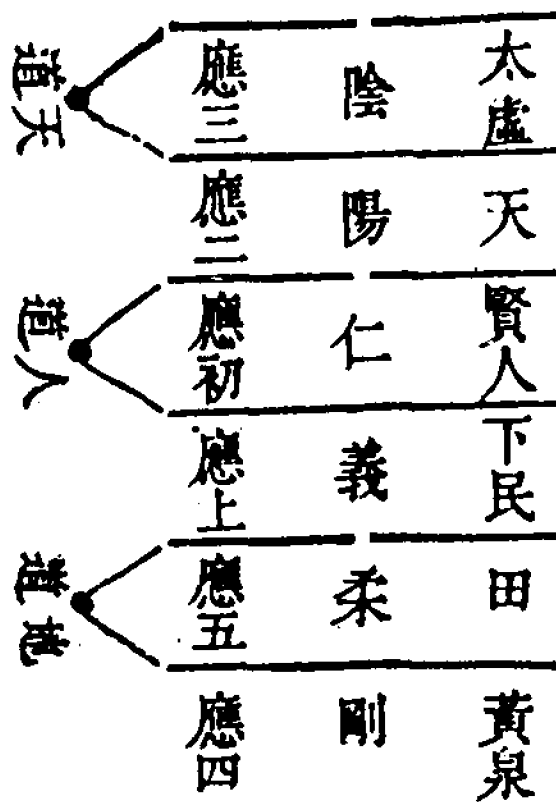 太虛 陰 應三
天 陽 應二
天道
賢人 仁 應初
下民 義 應上
人道
田 柔 應五
黃泉 剛 應四
地道